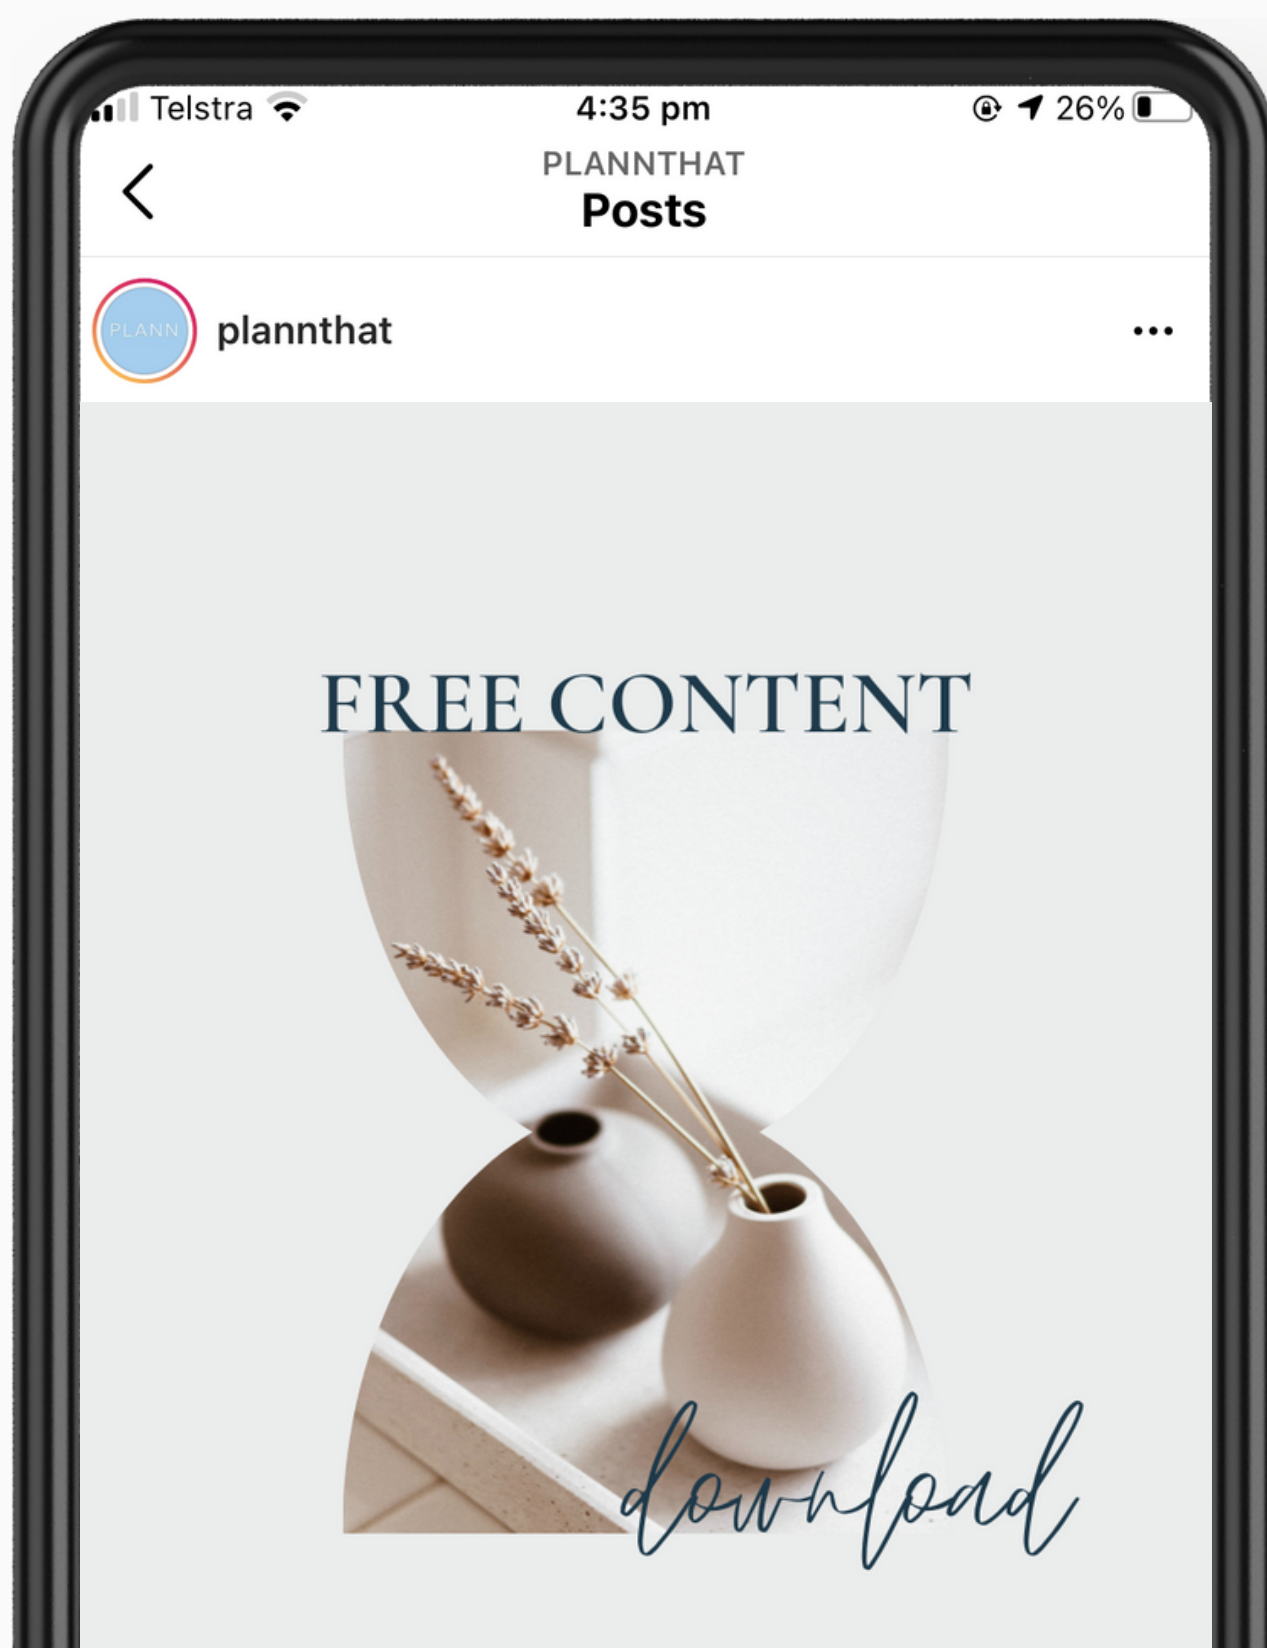 Telstra 4:35 pm 26%
PLANNTHAT
Posts
PLANN plannthat
FREE CONTENT
download